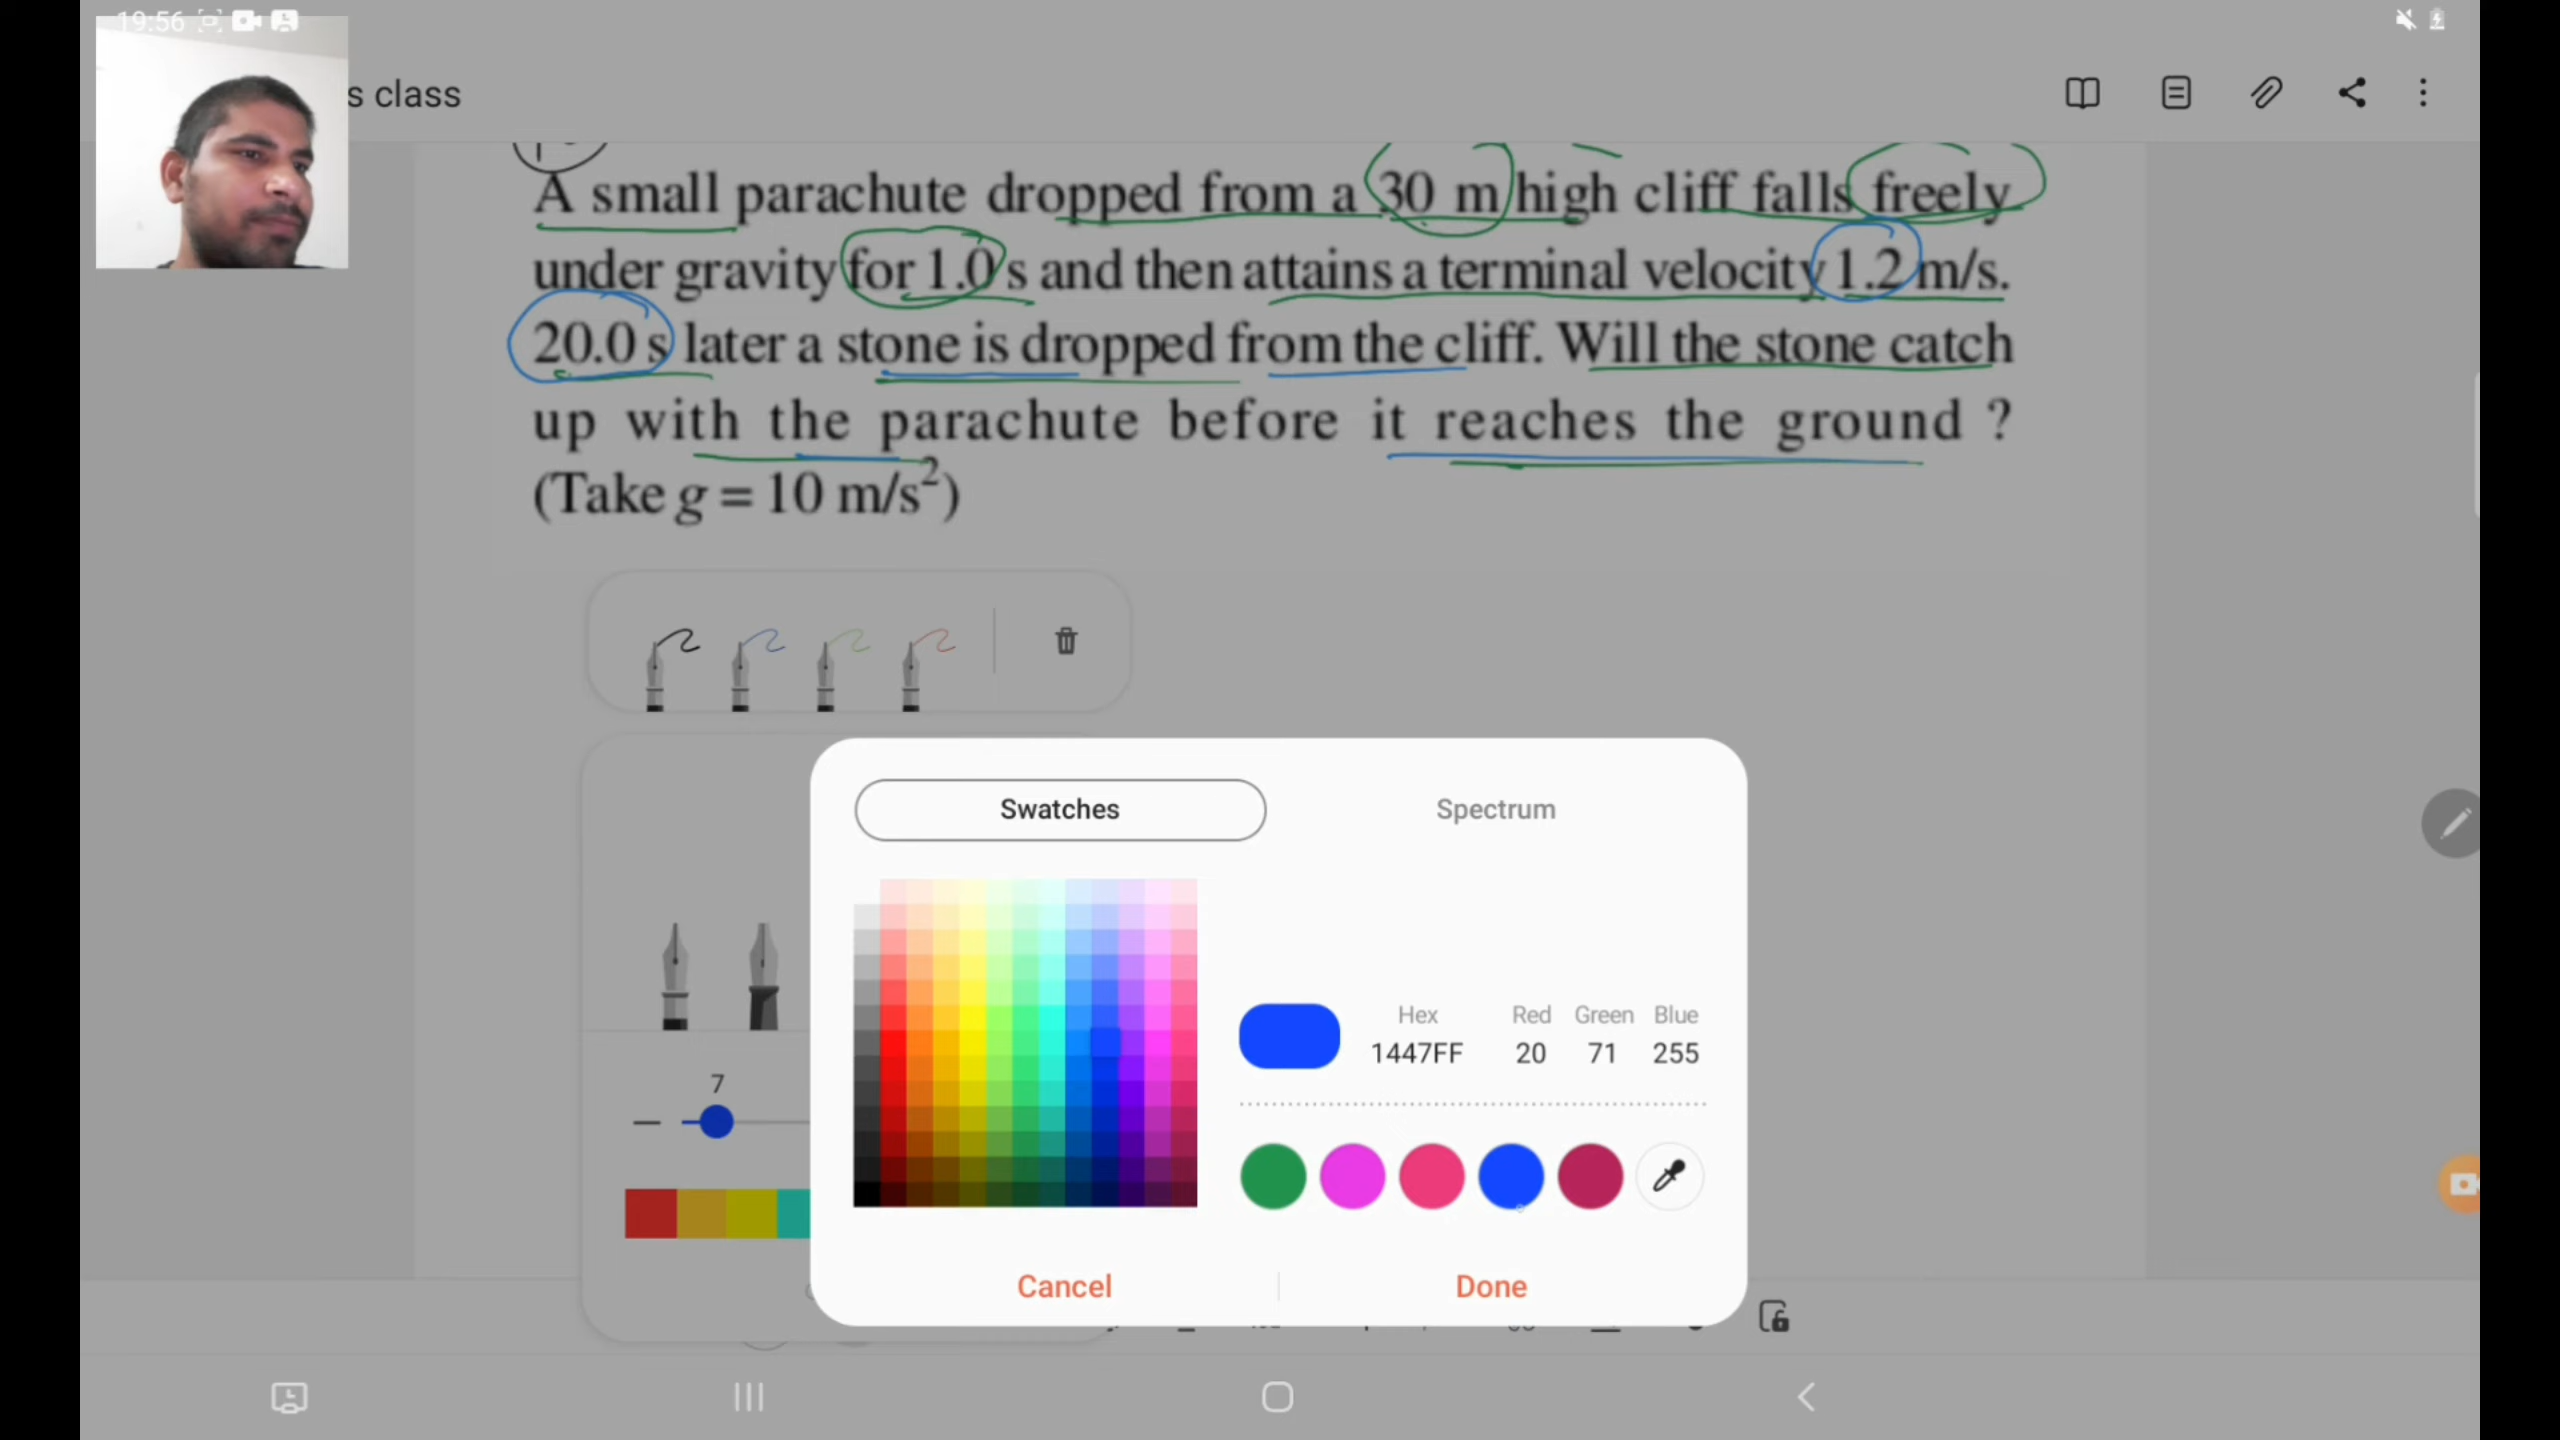 19:56
s class
A small parachute dropped from a 30 m high cliff falls freely
under gravity for 1.0 s and then attains a terminal velocity 1.2 m/s.
20.0 s later a stone is dropped from the cliff. Will the stone catch
up with the parachute before it reaches the ground ?
(Take g = 10 m/s²)
Swatches Spectrum
Hex Red Green Blue
1447FF 20 71 255
7
Cancel Done